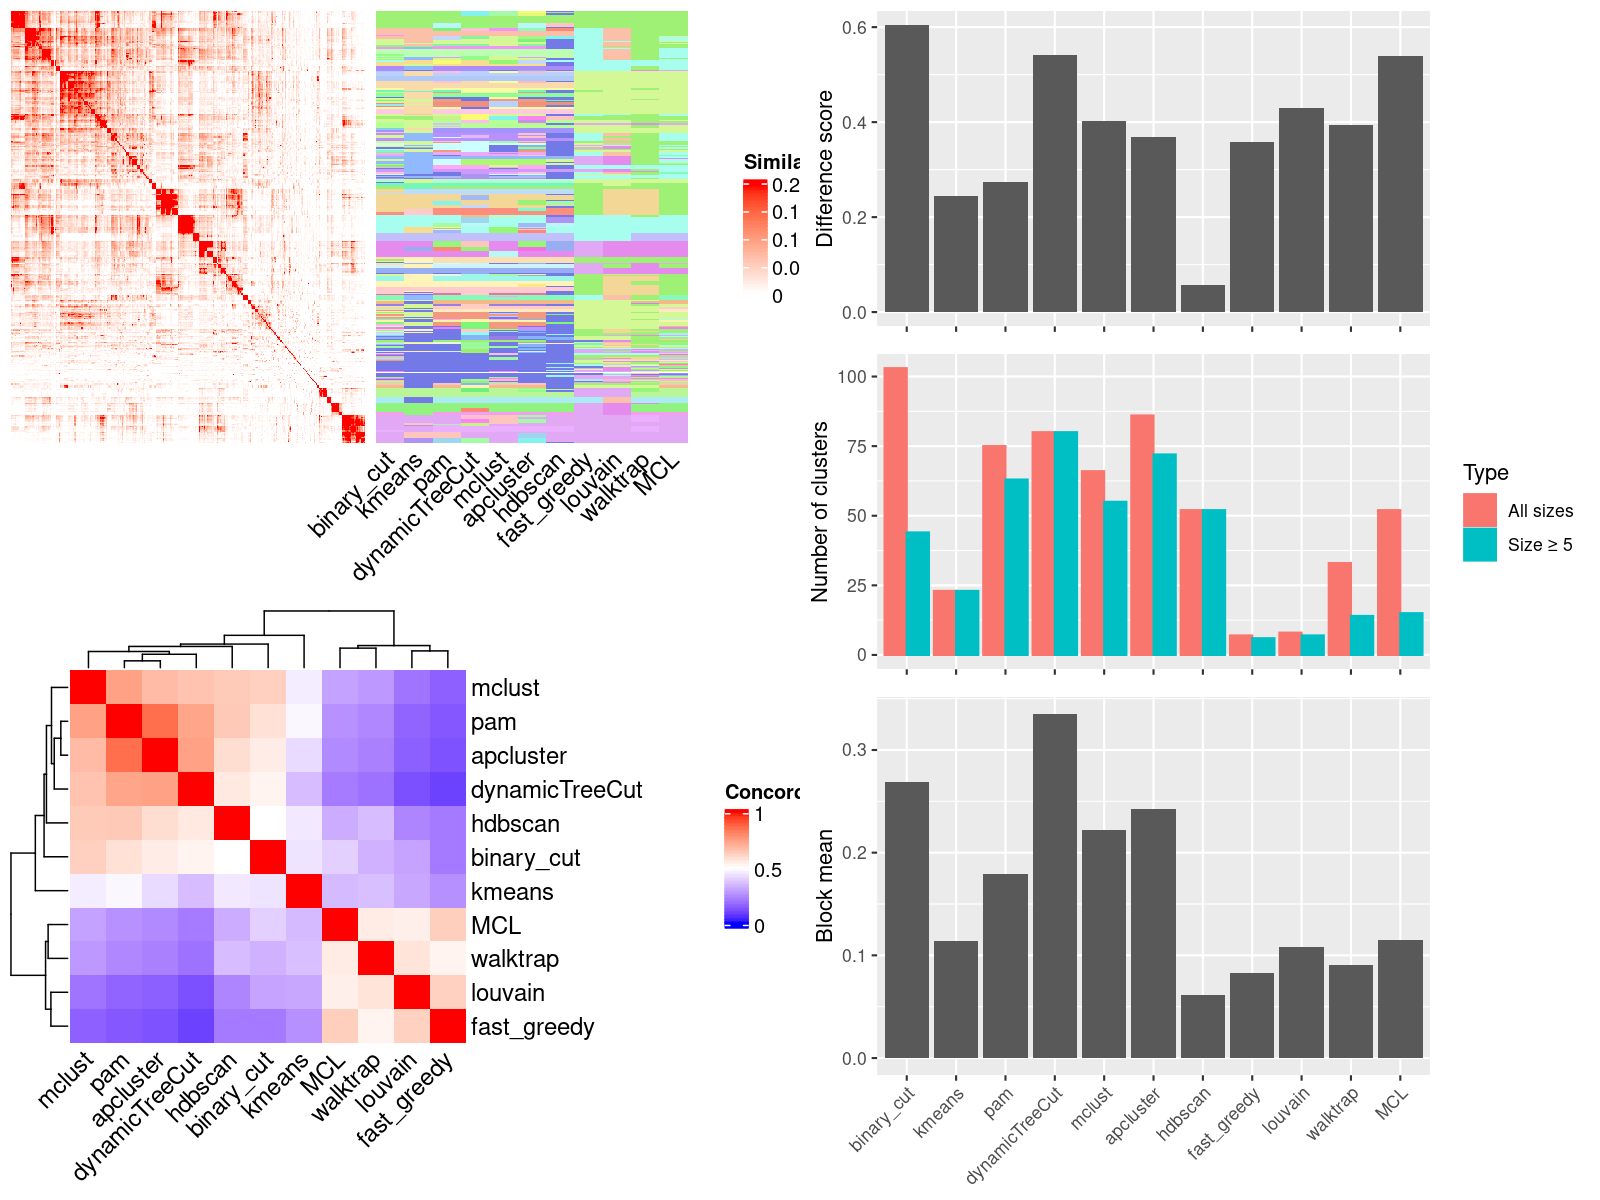 Simila
0.2
0.1
0.1
0.0
0
binary_cut
kmeans
pam
dynamicTreeCut
mclust
apcluster
hdbscan
fast_greedy
louvain
walktrap
MCL
mclust
pam
apcluster
dynamicTreeCut
hdbscan
binary_cut
kmeans
MCL
walktrap
louvain
fast_greedy
mclust
pam
apcluster
dynamicTreeCut
hdbscan
binary_cut
kmeans
MCL
walktrap
louvain
fast_greedy
Concord
1
0.5
0
Difference score
0.6
0.4
0.2
0.0
Number of clusters
100
75
50
25
0
Type
All sizes
Size ≥ 5
Block mean
0.3
0.2
0.1
0.0
binary_cut
kmeans
pam
dynamicTreeCut
mclust
apcluster
hdbscan
fast_greedy
louvain
walktrap
MCL